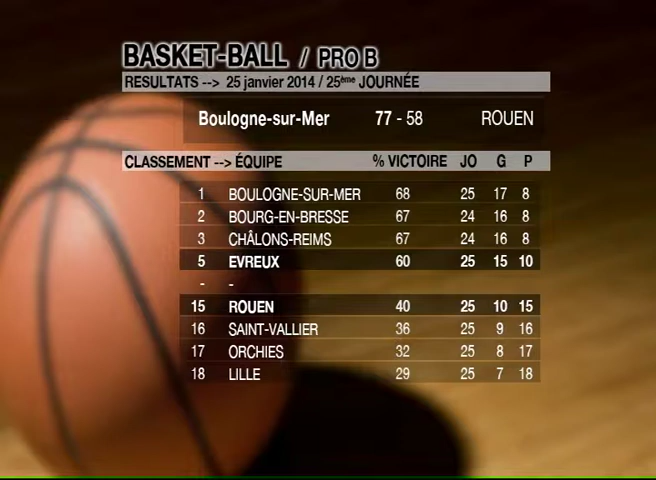 BASKET-BALL / PRO B
RESULTATS --> 25 janvier 2014 / 25ème JOURNÉE
Boulogne-sur-Mer 77 - 58 ROUEN
CLASSEMENT --> ÉQUIPE % VICTOIRE JO G P
1 BOULOGNE-SUR-MER 68 25 17 8
2 BOURG-EN-BRESSE 67 24 16 8
3 CHÂLONS-REIMS 67 24 16 8
5 EVREUX 60 25 15 10
- -
15 ROUEN 40 25 10 15
16 SAINT-VALLIER 36 25 9 16
17 ORCHIES 32 25 8 17
18 LILLE 29 25 7 18